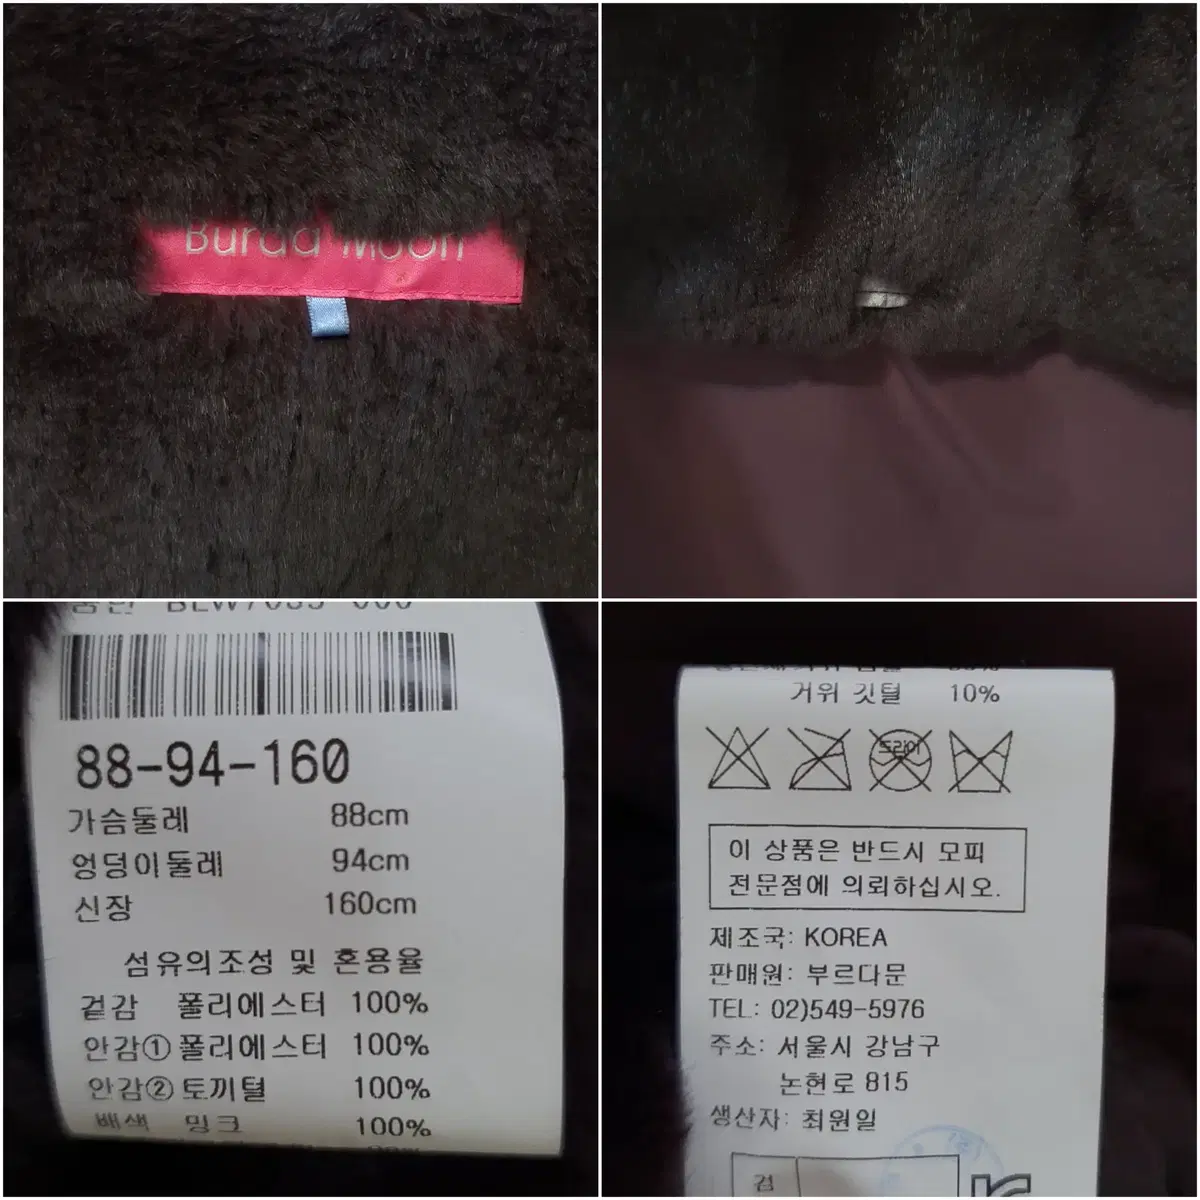 Burda Moon
88-94-160
가슴둘레 88cm
엉덩이둘레 94cm
신장 160cm
섬유의조성 및 혼용율
겉감 폴리에스터 100%
안감① 폴리에스터 100%
안감② 토끼털 100%
배색 밍크 100%
거위 깃털 10%
드라이
이 상품은 반드시 모피
전문점에 의뢰하십시오.
제조국: KOREA
판매원: 부르다문
TEL: 02)549-5976
주소: 서울시 강남구
논현로 815
생산자: 최원일
검